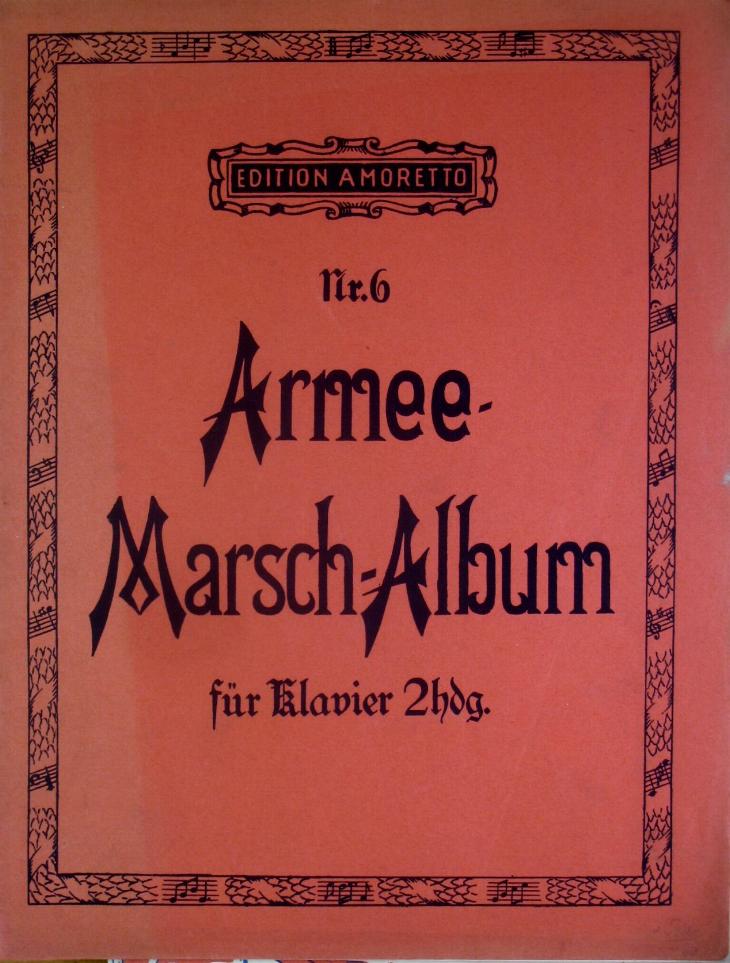 EDITION AMORETTO
Nr. 6
Armee-
Marsch-Album
für Klavier 2hdg.